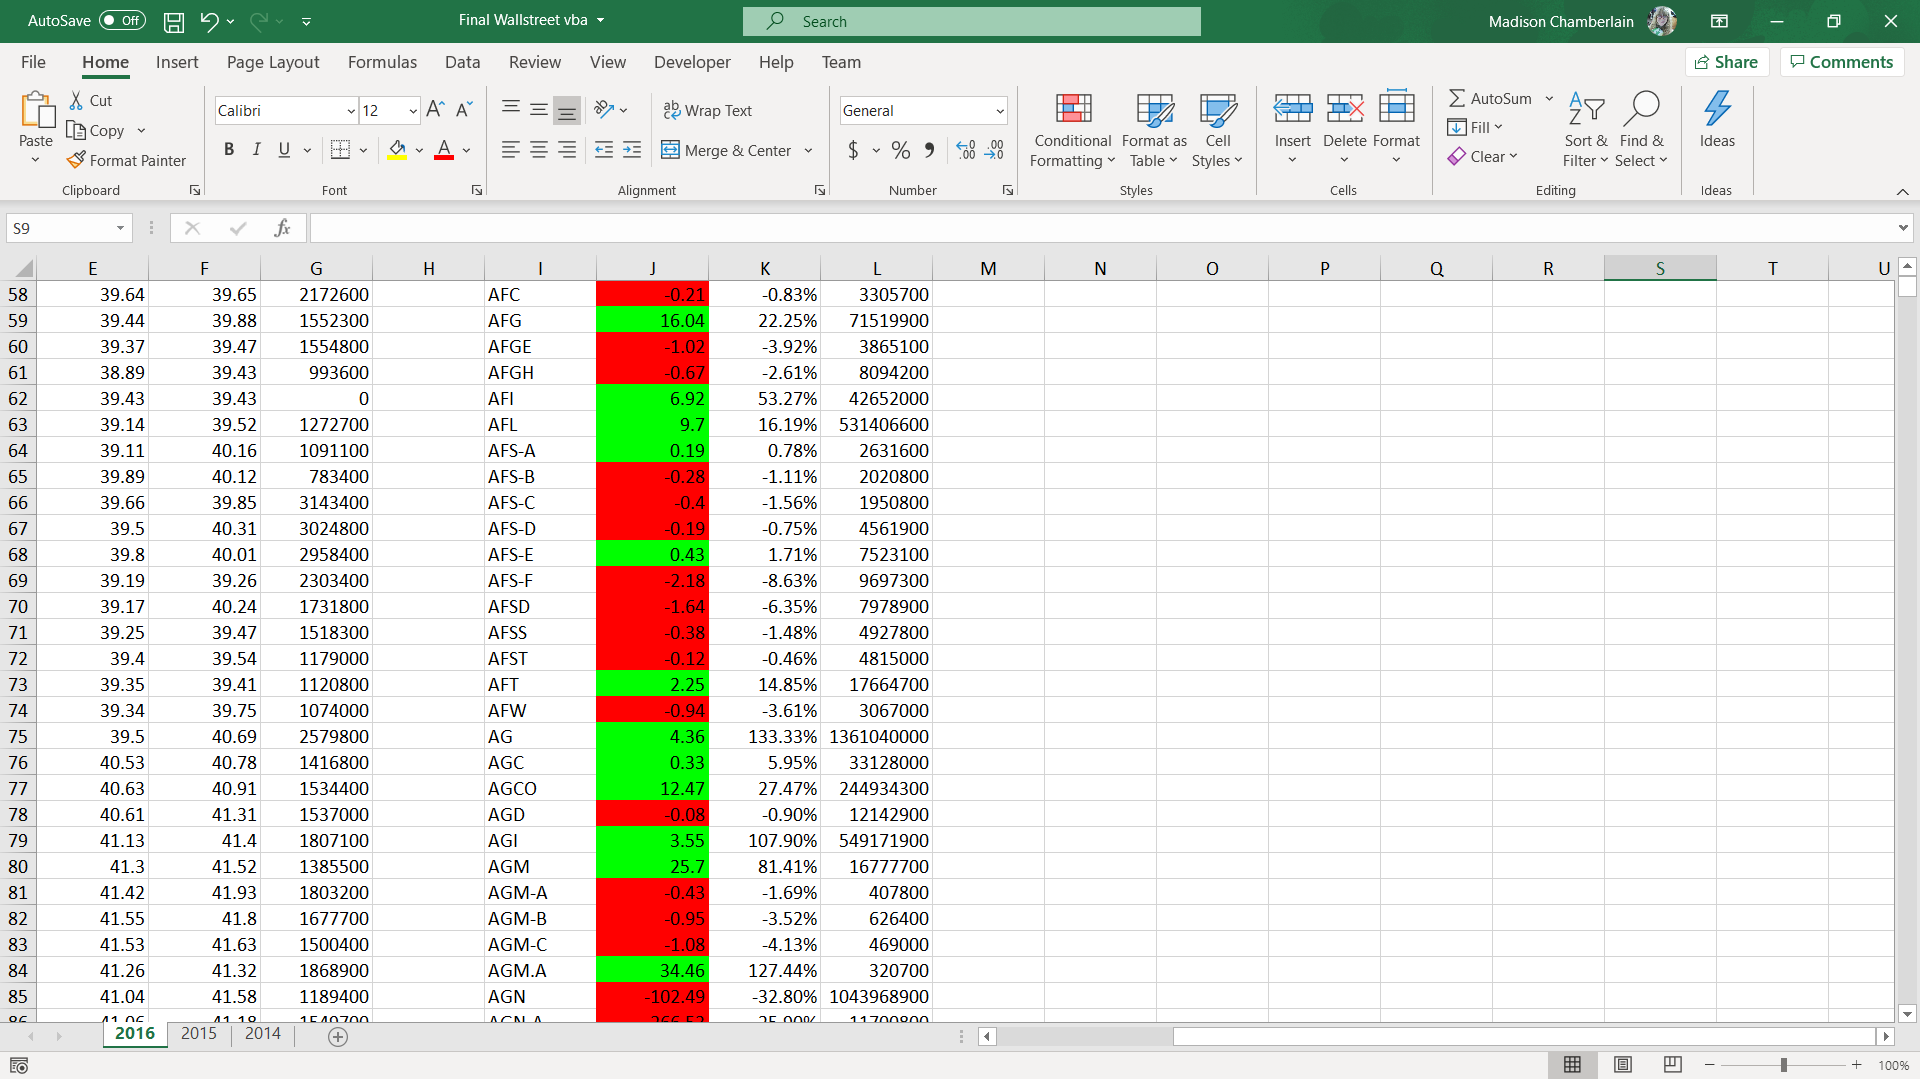 AutoSave Off Final Wallstreet vba Search Madison Chamberlain
File Home Insert Page Layout Formulas Data Review View Developer Help Team Share Comments
Paste Cut Copy Format Painter Clipboard
Calibri 12 A A B I U A Font
ab Wrap Text Merge & Center Alignment
General $ % Number
Conditional Formatting Format as Table Cell Styles Styles
Insert Delete Format Cells
AutoSum Fill Clear Sort & Filter Find & Select Editing
Ideas Ideas
S9 fx
E F G H I J K L M N O P Q R S T U
58 39.64 39.65 2172600 AFC -0.21 -0.83% 3305700
59 39.44 39.88 1552300 AFG 16.04 22.25% 71519900
60 39.37 39.47 1554800 AFGE -1.02 -3.92% 3865100
61 38.89 39.43 993600 AFGH -0.67 -2.61% 8094200
62 39.43 39.43 0 AFI 6.92 53.27% 42652000
63 39.14 39.52 1272700 AFL 9.7 16.19% 531406600
64 39.11 40.16 1091100 AFS-A 0.19 0.78% 2631600
65 39.89 40.12 783400 AFS-B -0.28 -1.11% 2020800
66 39.66 39.85 3143400 AFS-C -0.4 -1.56% 1950800
67 39.5 40.31 3024800 AFS-D -0.19 -0.75% 4561900
68 39.8 40.01 2958400 AFS-E 0.43 1.71% 7523100
69 39.19 39.26 2303400 AFS-F -2.18 -8.63% 9697300
70 39.17 40.24 1731800 AFSD -1.64 -6.35% 7978900
71 39.25 39.47 1518300 AFSS -0.38 -1.48% 4927800
72 39.4 39.54 1179000 AFST -0.12 -0.46% 4815000
73 39.35 39.41 1120800 AFT 2.25 14.85% 17664700
74 39.34 39.75 1074000 AFW -0.94 -3.61% 3067000
75 39.5 40.69 2579800 AG 4.36 133.33% 1361040000
76 40.53 40.78 1416800 AGC 0.33 5.95% 33128000
77 40.63 40.91 1534400 AGCO 12.47 27.47% 244934300
78 40.61 41.31 1537000 AGD -0.08 -0.90% 12142900
79 41.13 41.4 1807100 AGI 3.55 107.90% 549171900
80 41.3 41.52 1385500 AGM 25.7 81.41% 16777700
81 41.42 41.93 1803200 AGM-A -0.43 -1.69% 407800
82 41.55 41.8 1677700 AGM-B -0.95 -3.52% 626400
83 41.53 41.63 1500400 AGM-C -1.08 -4.13% 469000
84 41.26 41.32 1868900 AGM.A 34.46 127.44% 320700
85 41.04 41.58 1189400 AGN -102.49 -32.80% 1043968900
86
2016 2015 2014
100%